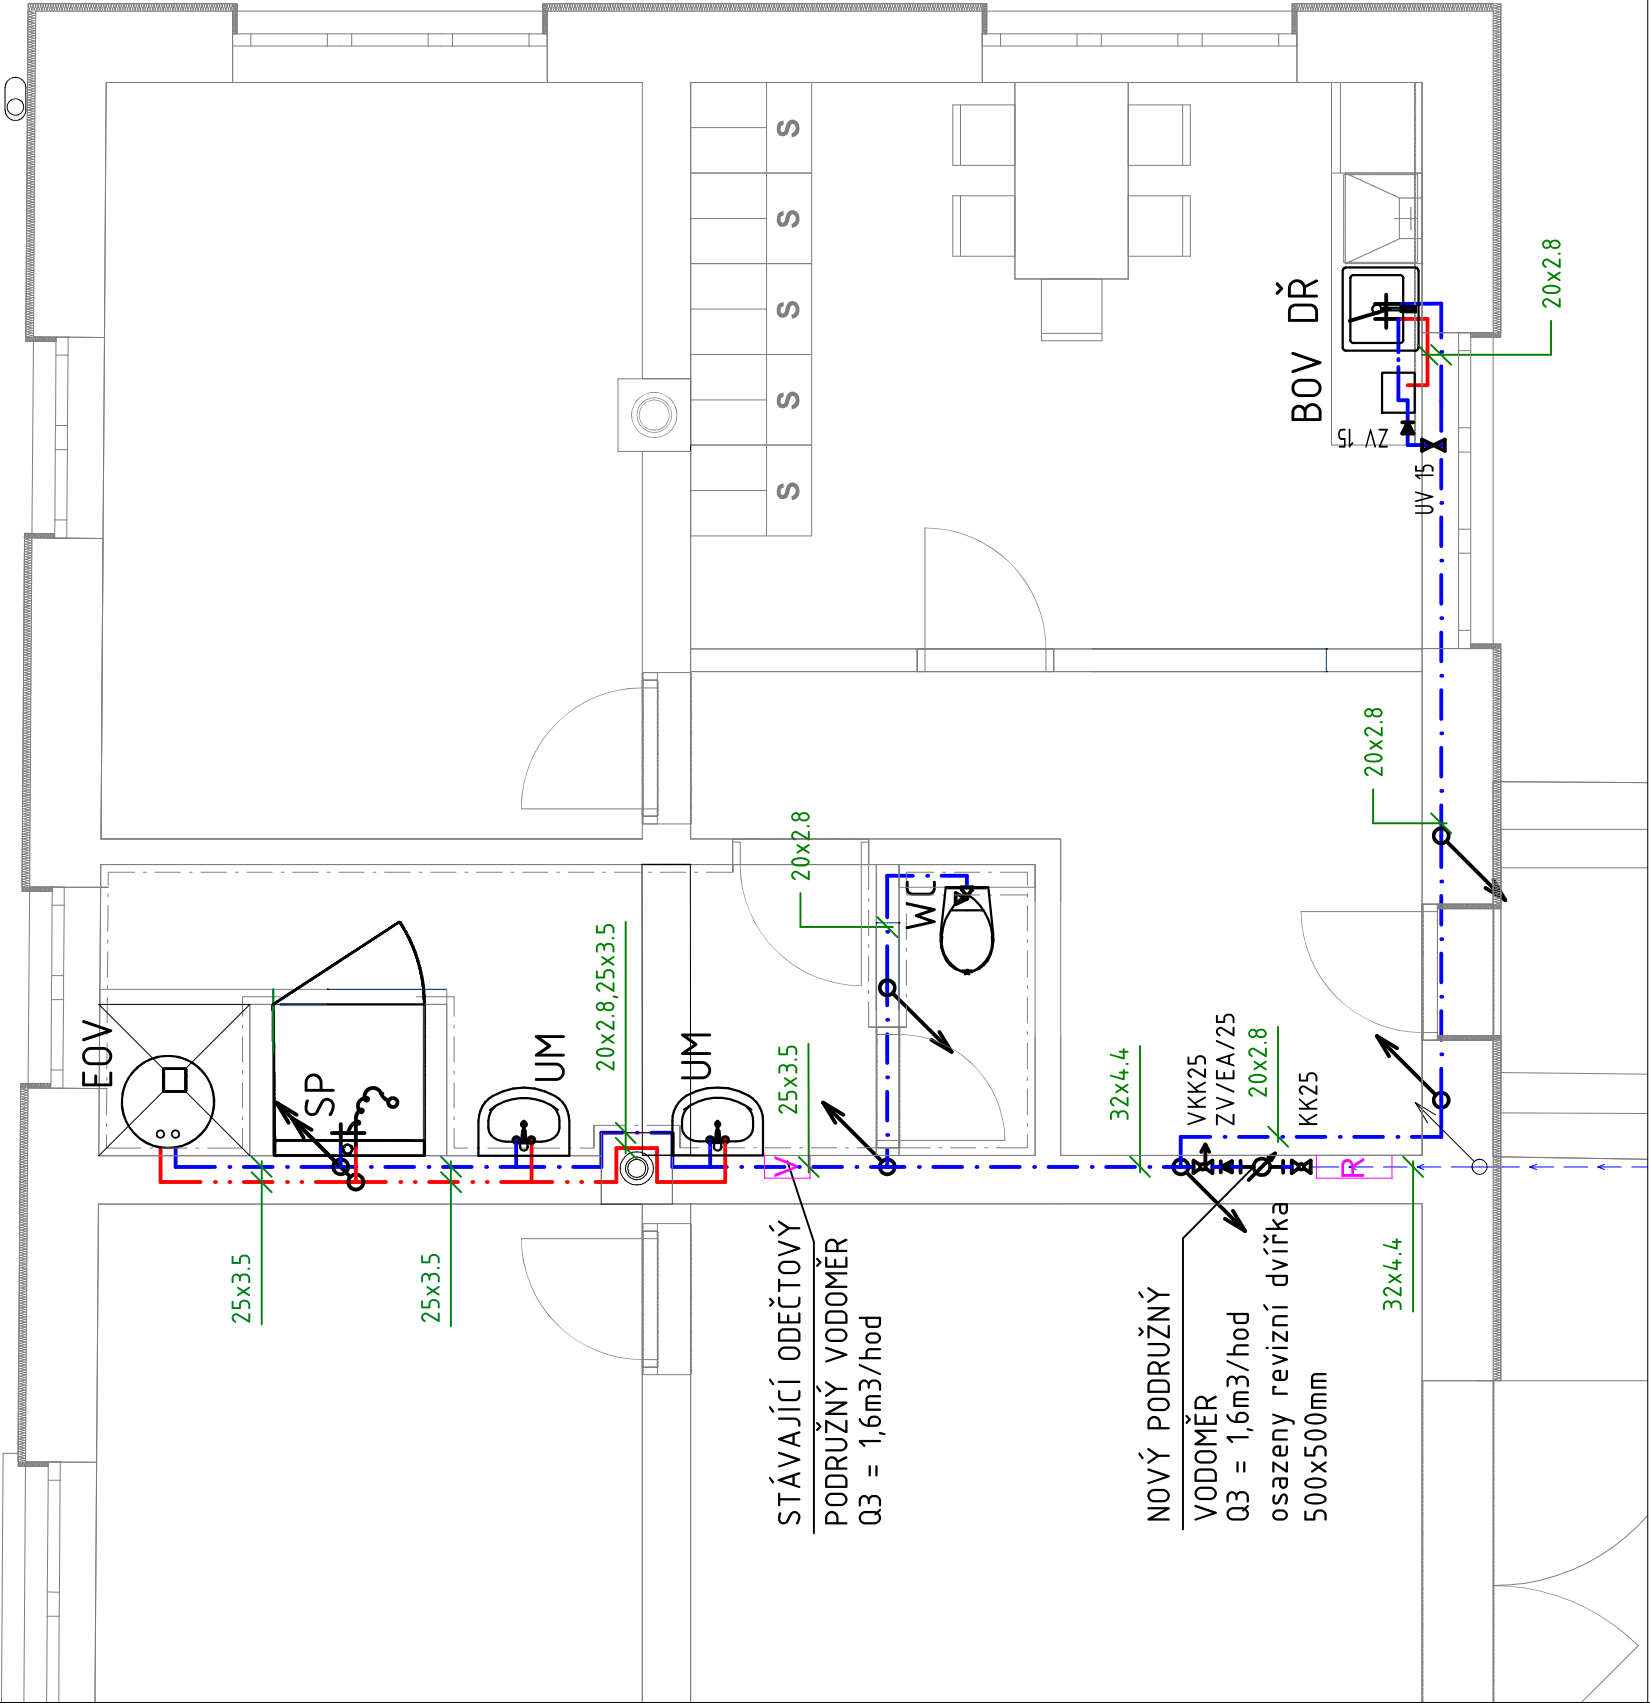 S
S
S
S
S
BOV DŘ
20x2.8
ZV 15
UV 15
20x2.8
20x2.8
WC
EOV
SP
UM
20x2.8,25x3.5
UM
25x3.5
32x4.4
VKK25
ZV/EA/25
20x2.8
KK25
V
R
25x3.5
25x3.5
32x4.4
STÁVAJÍCÍ ODEČTOVÝ
PODRUŽNÝ VODOMĚR
Q3 = 1,6m3/hod
NOVÝ PODRUŽNÝ
VODOMĚR
Q3 = 1,6m3/hod
osazeny revizní dvířka
500x500mm